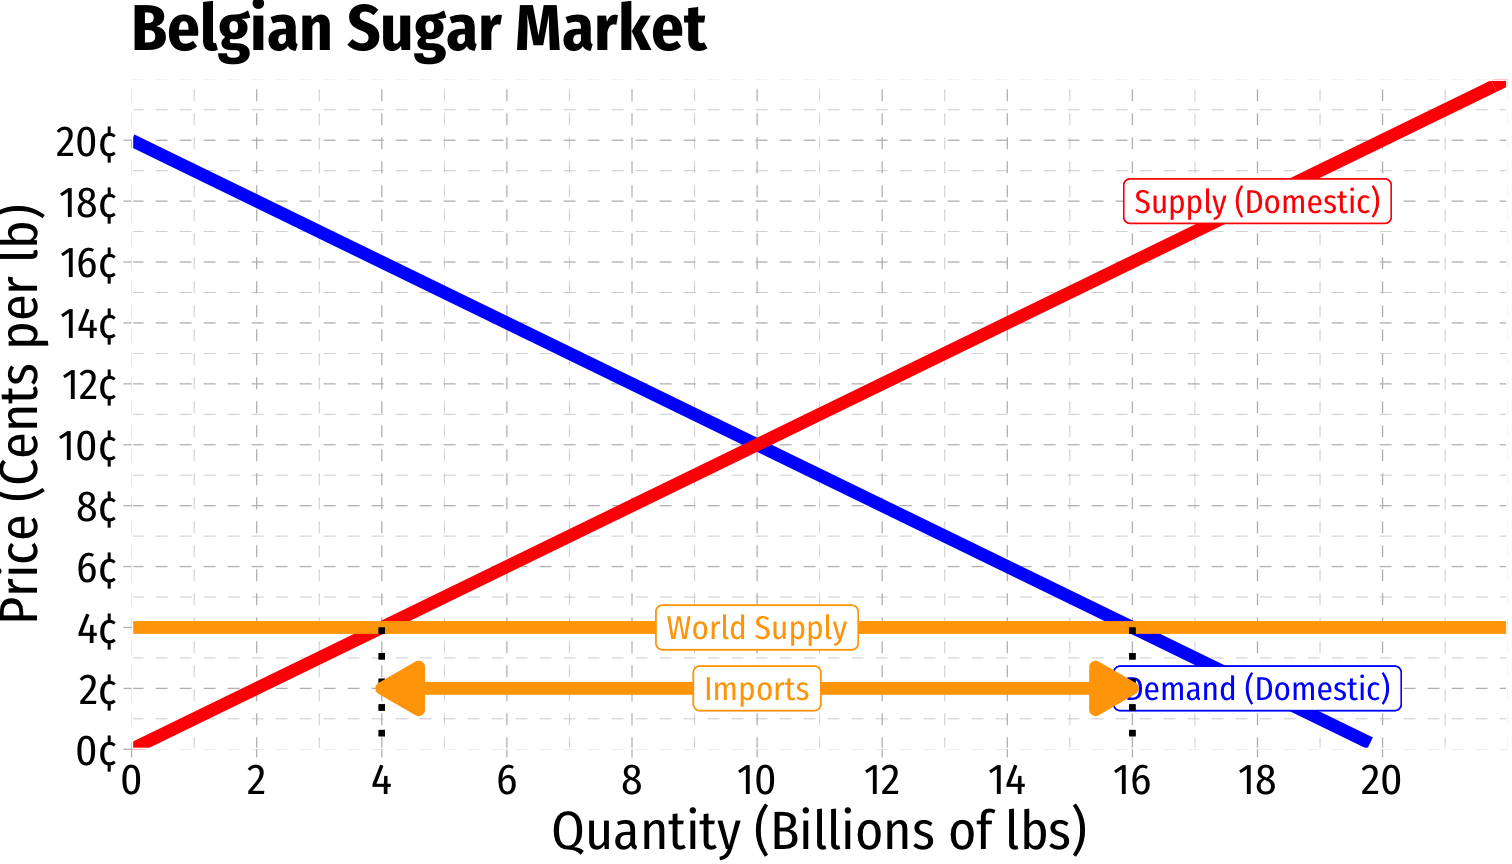 Belgian Sugar Market
Price (Cents per lb)
20¢
18¢
16¢
14¢
12¢
10¢
8¢
6¢
4¢
2¢
0¢
Supply (Domestic)
World Supply
Imports
Demand (Domestic)
0 2 4 6 8 10 12 14 16 18 20
Quantity (Billions of lbs)